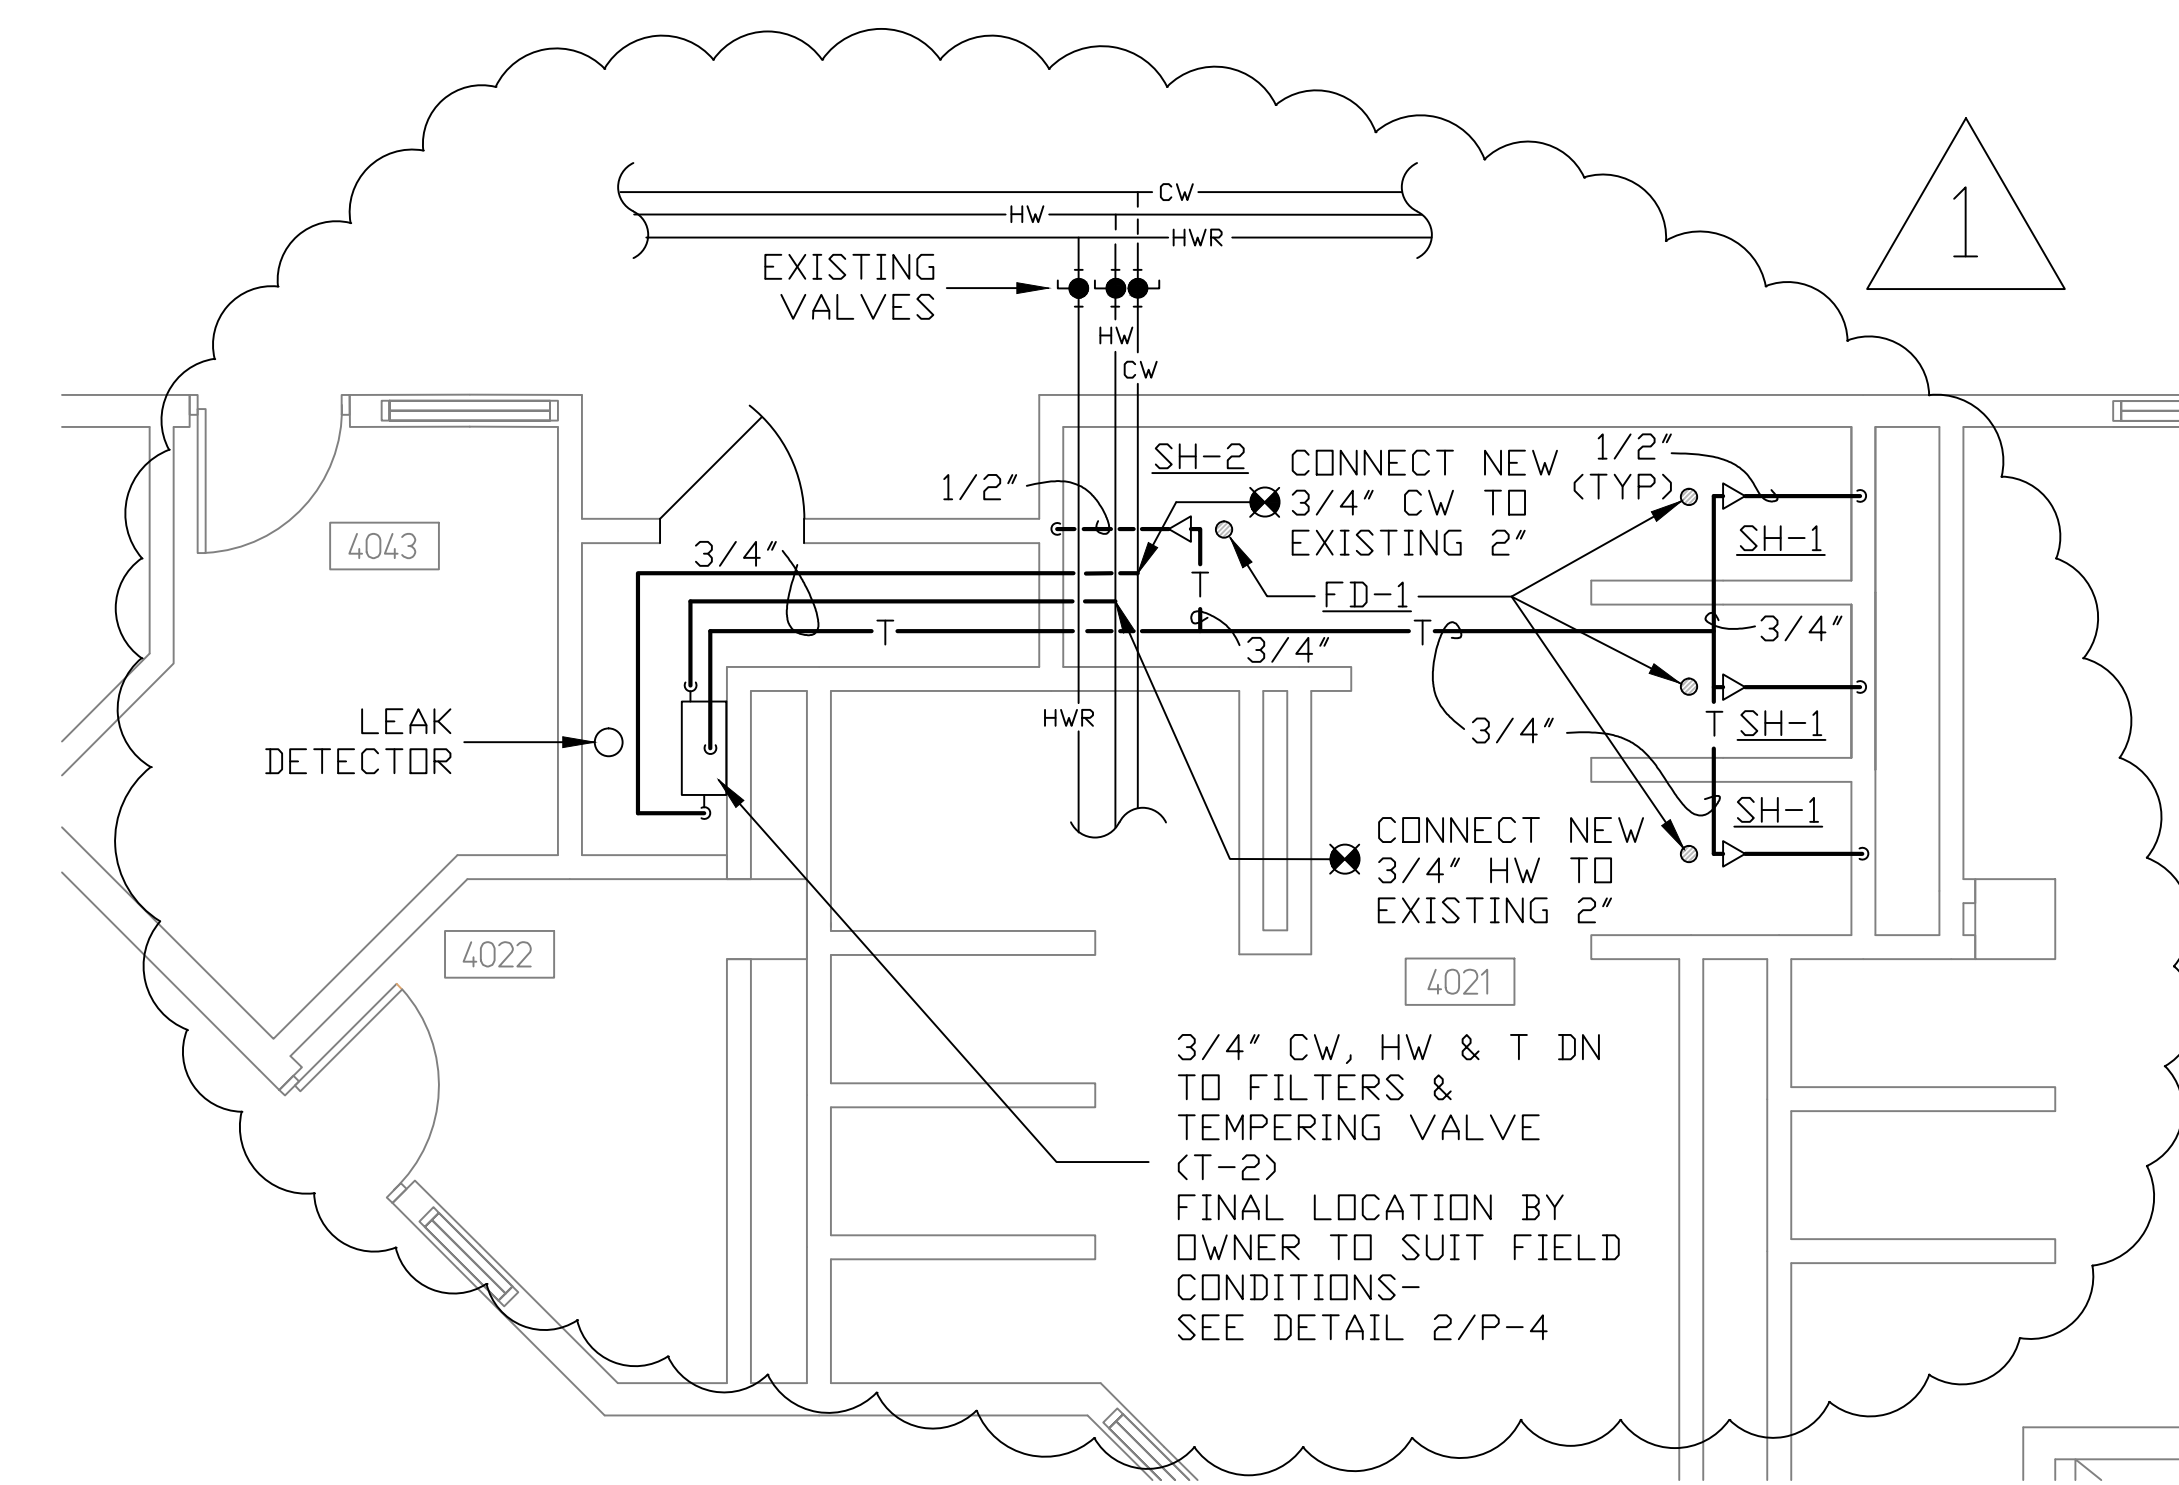 CW
HW
HWR
1
EXISTING
VALVES
HW
CW
SH-2
CONNECT NEW
3/4" CW TO
EXISTING 2"
1/2"
(TYP)
1/2"
SH-1
4043
3/4"
T
FD-1
T
T
3/4"
3/4"
LEAK
DETECTOR
HWR
3/4"
T
SH-1
SH-1
CONNECT NEW
3/4" HW TO
EXISTING 2"
4022
4021
3/4" CW, HW & T DN
TO FILTERS &
TEMPERING VALVE
(T-2)
FINAL LOCATION BY
OWNER TO SUIT FIELD
CONDITIONS-
SEE DETAIL 2/P-4